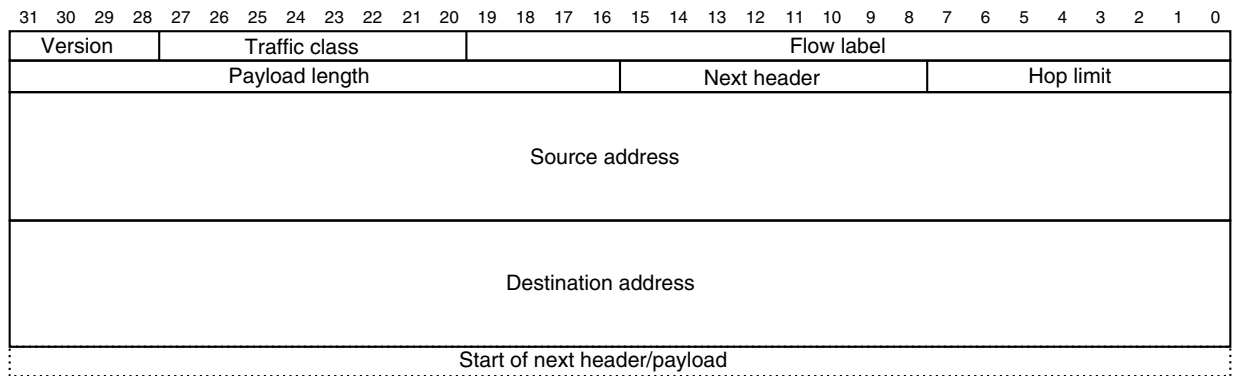 31 30 29 28 27 26 25 24 23 22 21 20 19 18 17 16 15 14 13 12 11 10 9 8 7 6 5 4 3 2 1 0
Version Traffic class Flow label
Payload length Next header Hop limit
Source address
Destination address
Start of next header/payload